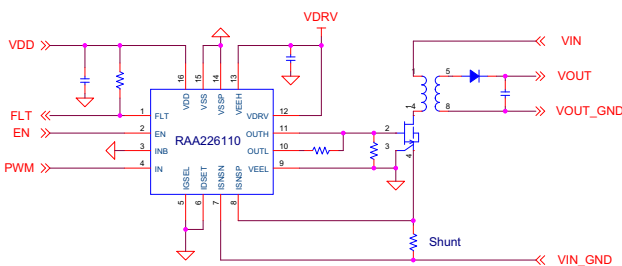 VDRV
VDD
VIN
16
15
14
13
VDD
VSS
VSSP
VEEH
1
5
VOUT
FLT
1
FLT
VDRV
12
4
8
VOUT_GND
EN
2
EN
OUTH
11
2
RAA226110
3
INB
OUTL
10
3
PWM
4
IN
VEEL
9
4
IGSEL
IDSET
ISNSN
ISNSP
5
6
7
8
Shunt
VIN_GND